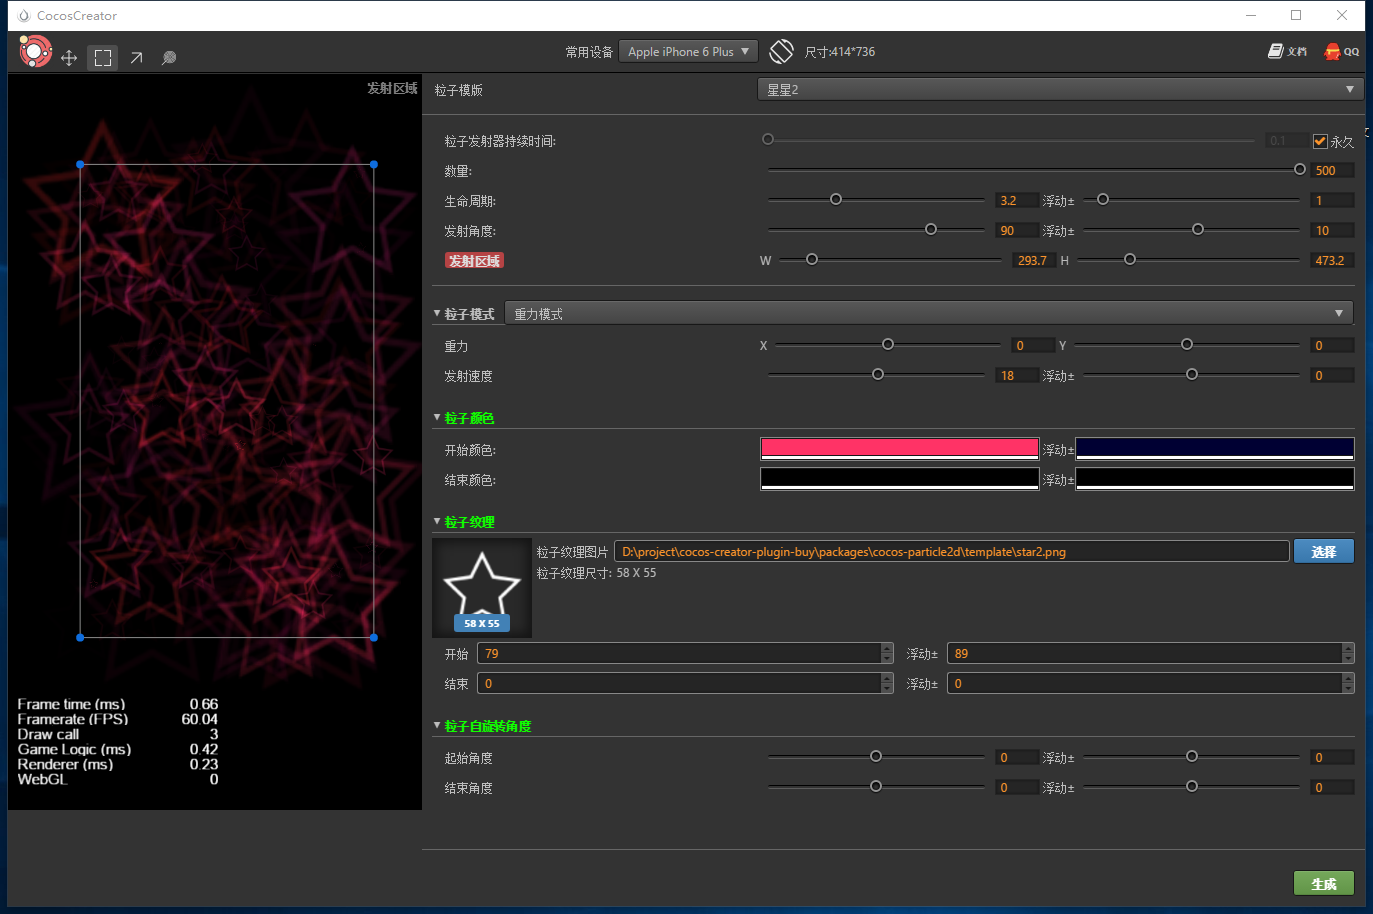 CocosCreator
常用设备 Apple iPhone 6 Plus 尺寸:414*736 文档 QQ
发射区域
粒子模版 星星2
粒子发射器持续时间: 0.1 永久
数量: 500
生命周期: 3.2 浮动± 1
发射角度: 90 浮动± 10
发射区域 W 293.7 H 473.2
粒子模式 重力模式
重力 X 0 Y 0
发射速度 18 浮动± 0
粒子颜色
开始颜色: 浮动±
结束颜色: 浮动±
粒子纹理
粒子纹理图片 D:\project\cocos-creator-plugin-buy\packages\cocos-particle2d\template\star2.png 选择
粒子纹理尺寸: 58 X 55
58 X 55
开始 79 浮动± 89
结束 0 浮动± 0
粒子自旋转角度
起始角度 0 浮动± 0
结束角度 0 浮动± 0
生成
Frame time (ms) 0.66
Framerate (FPS) 60.04
Draw call 3
Game Logic (ms) 0.42
Renderer (ms) 0.23
WebGL 0